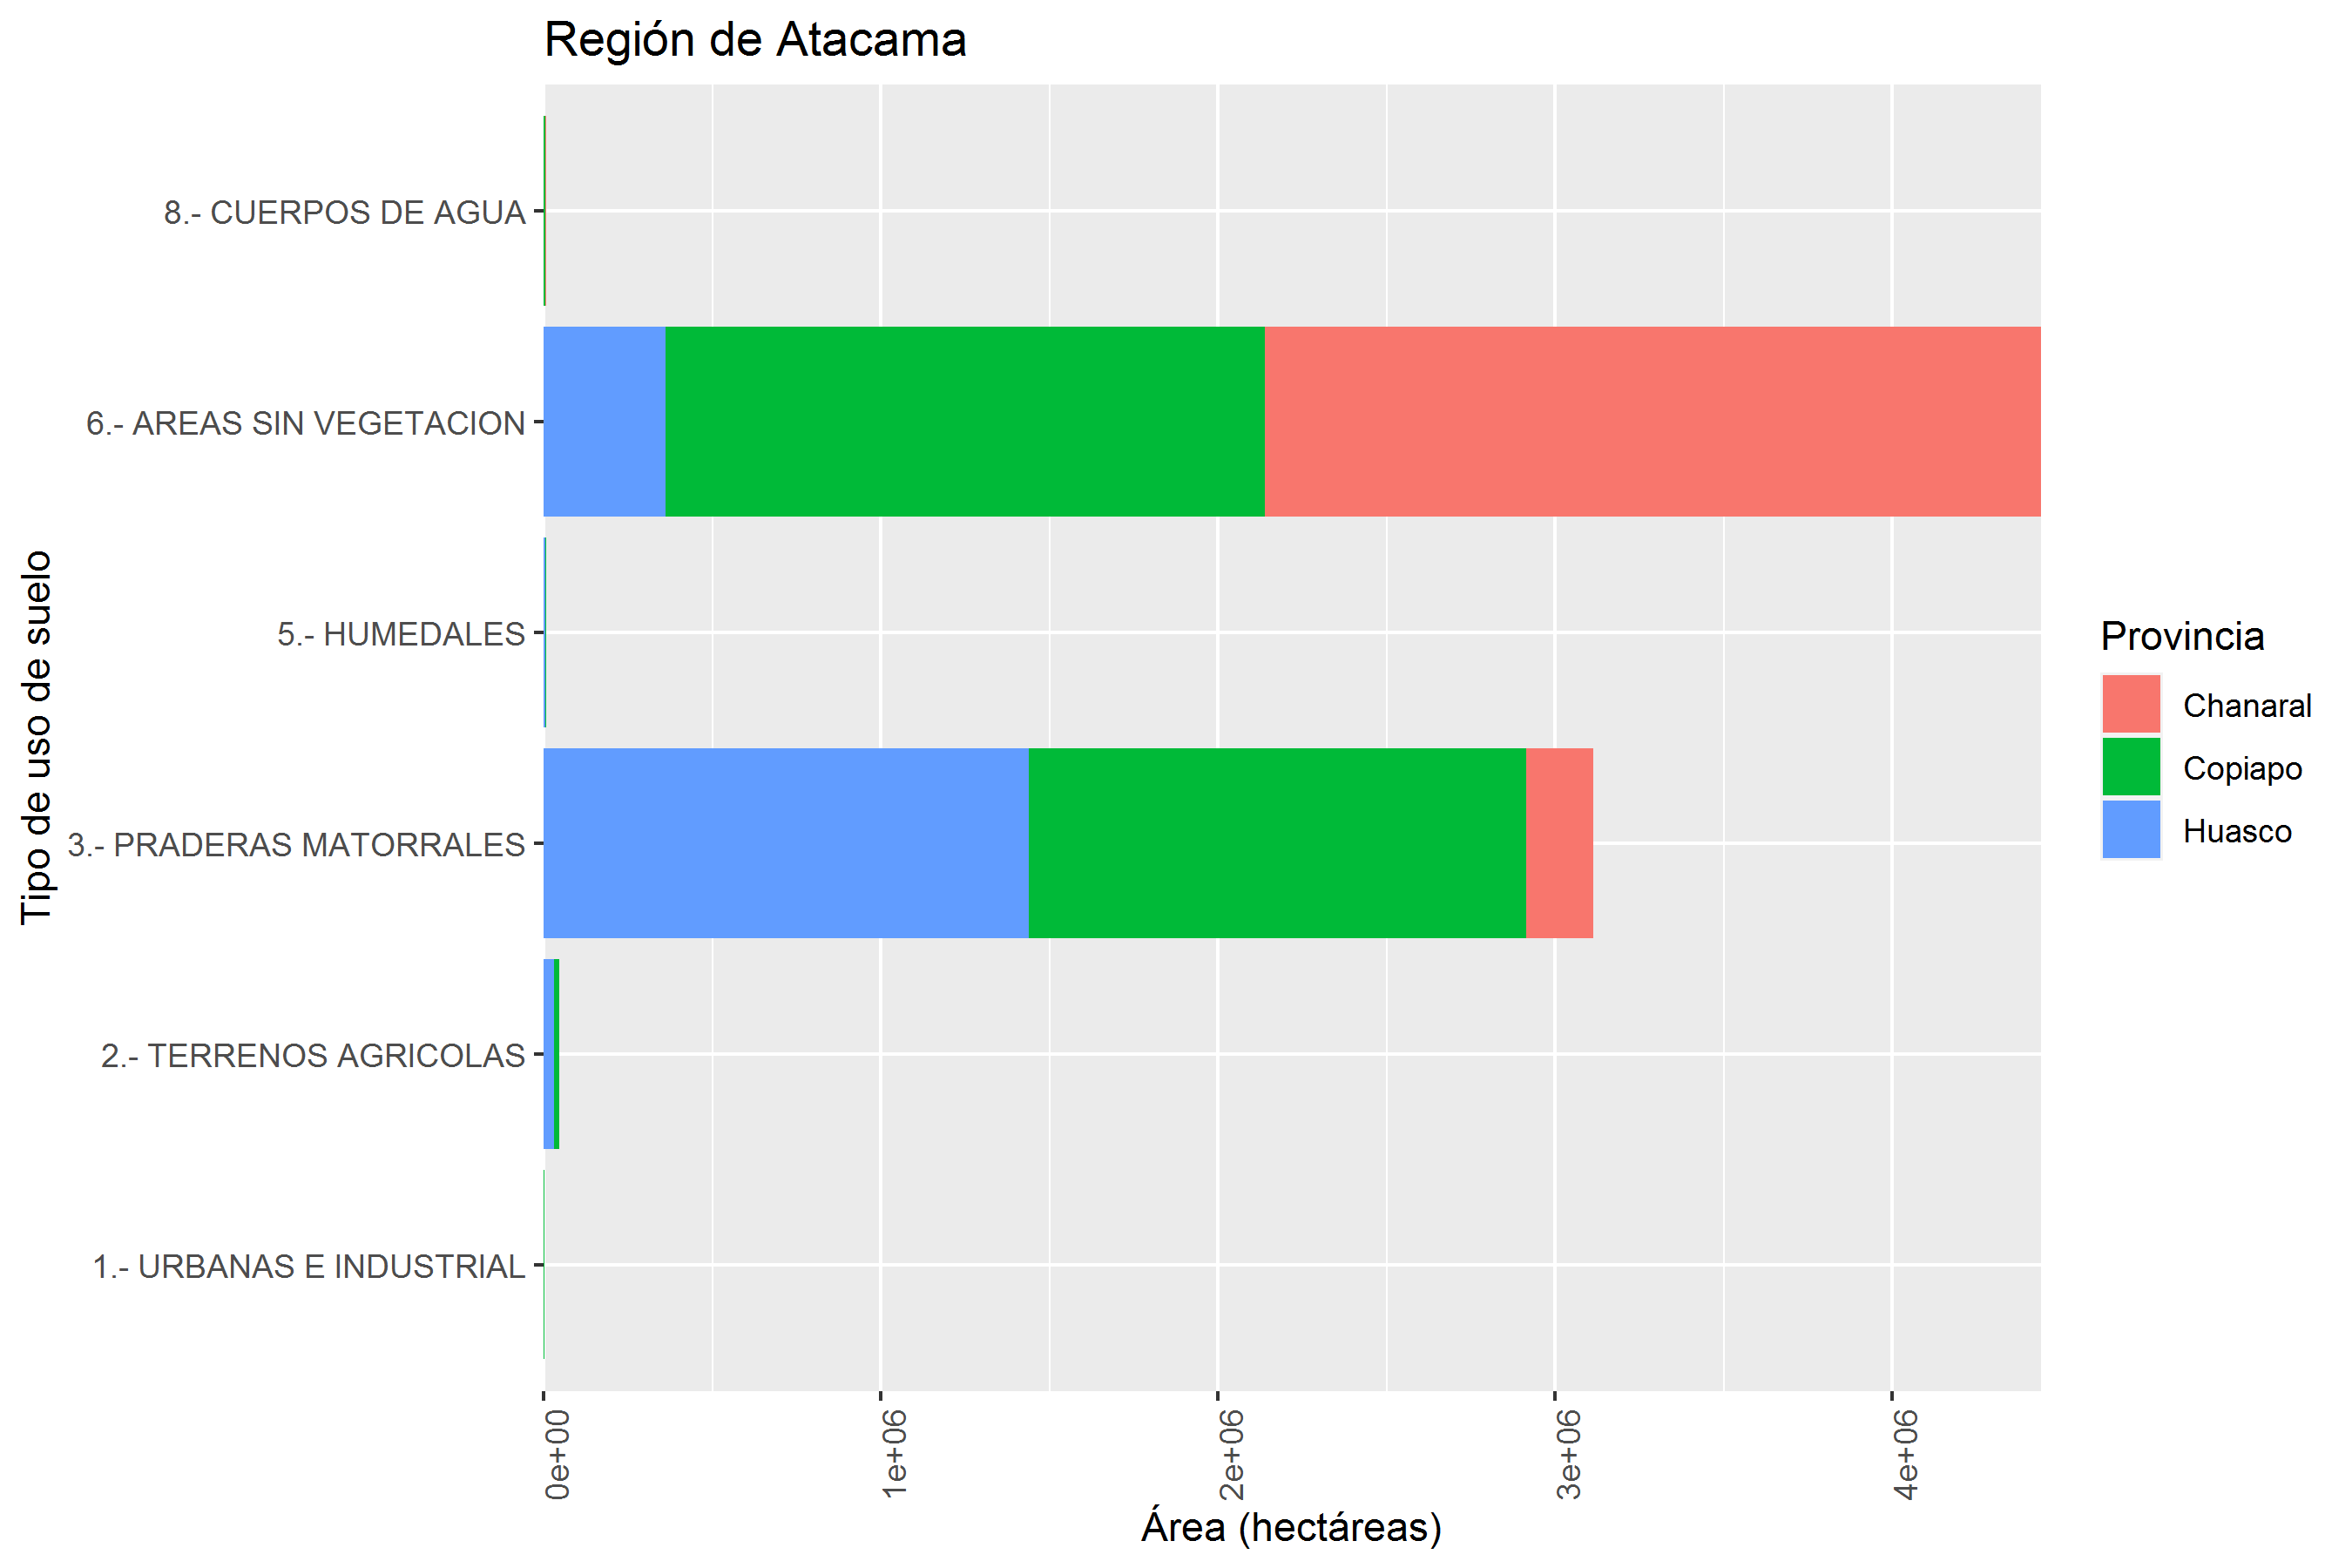 Región de Atacama
Tipo de uso de suelo
8.- CUERPOS DE AGUA
6.- AREAS SIN VEGETACION
5.- HUMEDALES
3.- PRADERAS MATORRALES
2.- TERRENOS AGRICOLAS
1.- URBANAS E INDUSTRIAL
0e+00
1e+06
2e+06
3e+06
4e+06
Área (hectáreas)
Provincia
Chanaral
Copiapo
Huasco